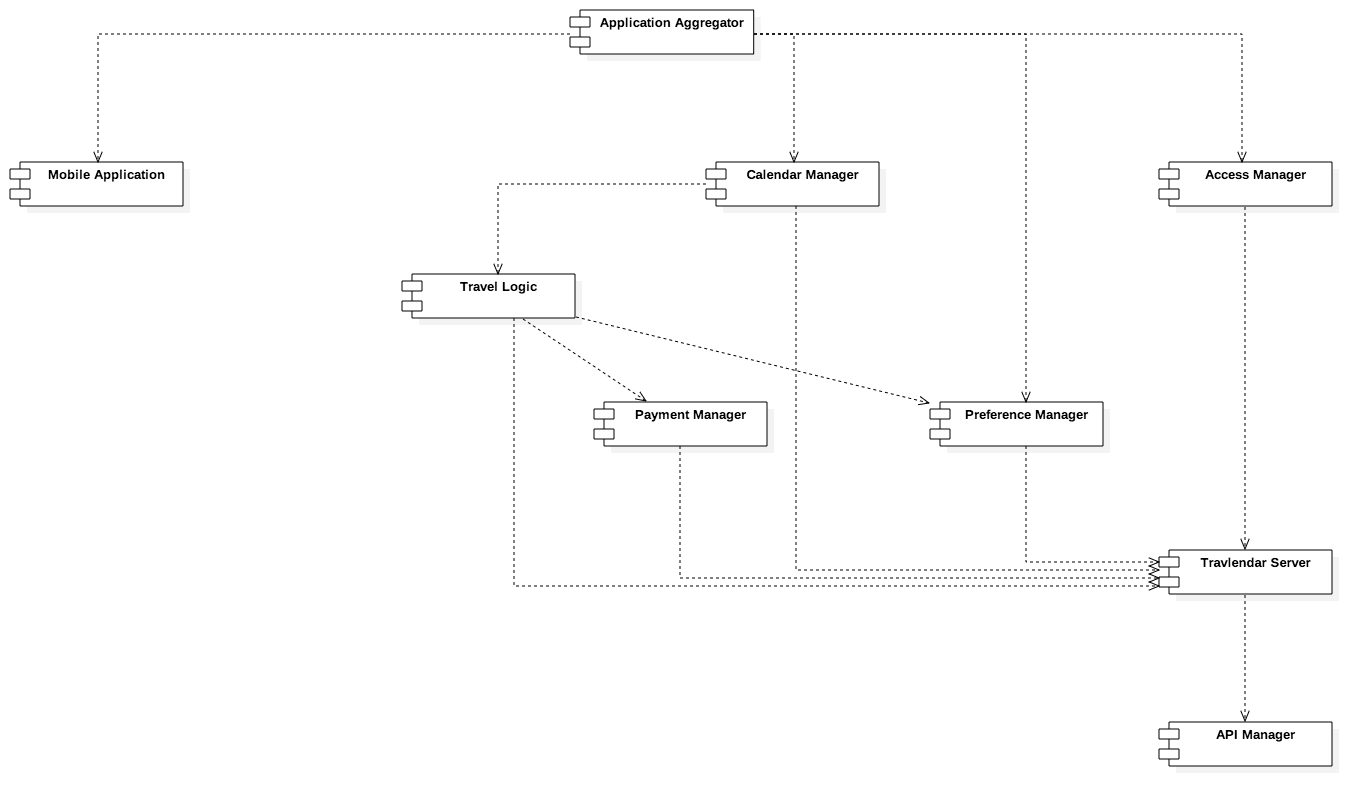 Application Aggregator
Mobile Application
Calendar Manager
Access Manager
Travel Logic
Payment Manager
Preference Manager
Travlendar Server
API Manager